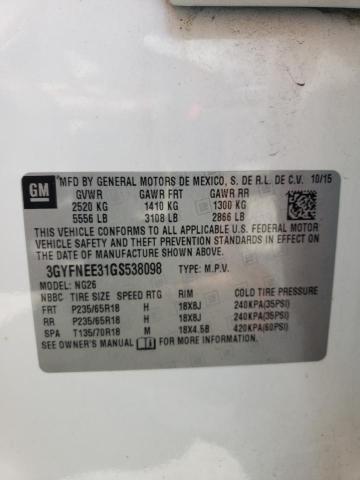 GM *MFD BY GENERAL MOTORS DE MEXICO, S. DE R.L. DE C.V. 10/15
GVWR GAWR FRT GAWR RR
2520 KG 1410 KG 1300 KG
5556 LB 3108 LB 2866 LB
THIS VEHICLE CONFORMS TO ALL APPLICABLE U.S. FEDERAL MOTOR
VEHICLE SAFETY, BUMPER, AND THEFT PREVENTION STANDARDS IN
EFFECT ON THE DATE OF MANUFACTURE SHOWN ABOVE.
3GYFNEE31GS538098 TYPE: M.P.V.
MODEL: NG26
NBBC TIRE SIZE SPEED RTG RIM COLD TIRE PRESSURE
FRT P235/65R18 H 18X8J 240KPA(35PSI)
RR P235/65R18 H 18X8J 240KPA(35PSI)
SPA T135/70R18 M 18X4.5B 420KPA(60PSI)
SEE OWNER'S MANUAL FOR MORE INFORMATION.